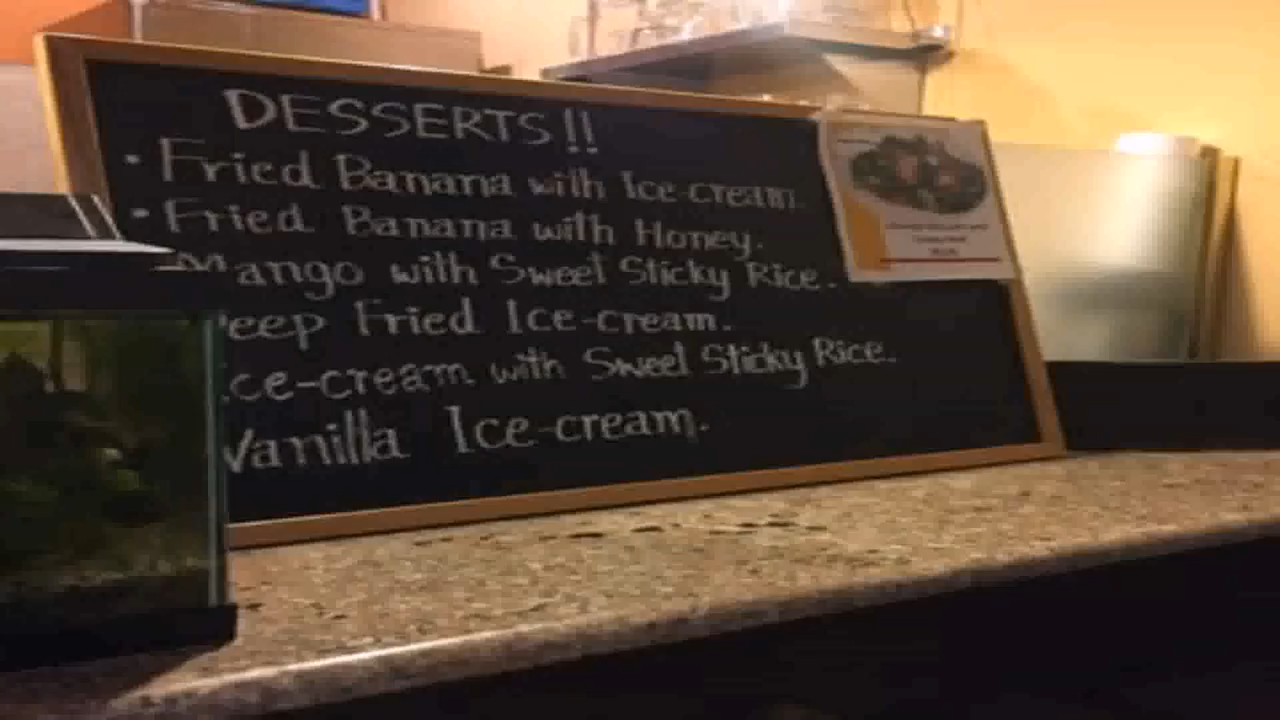 DESSERTS!!
• Fried Banana with Ice-cream.
• Fried Banana with Honey.
Mango with Sweet Sticky Rice.
eep Fried Ice-cream.
ce-cream with Sweet Sticky Rice.
Vanilla Ice-cream.